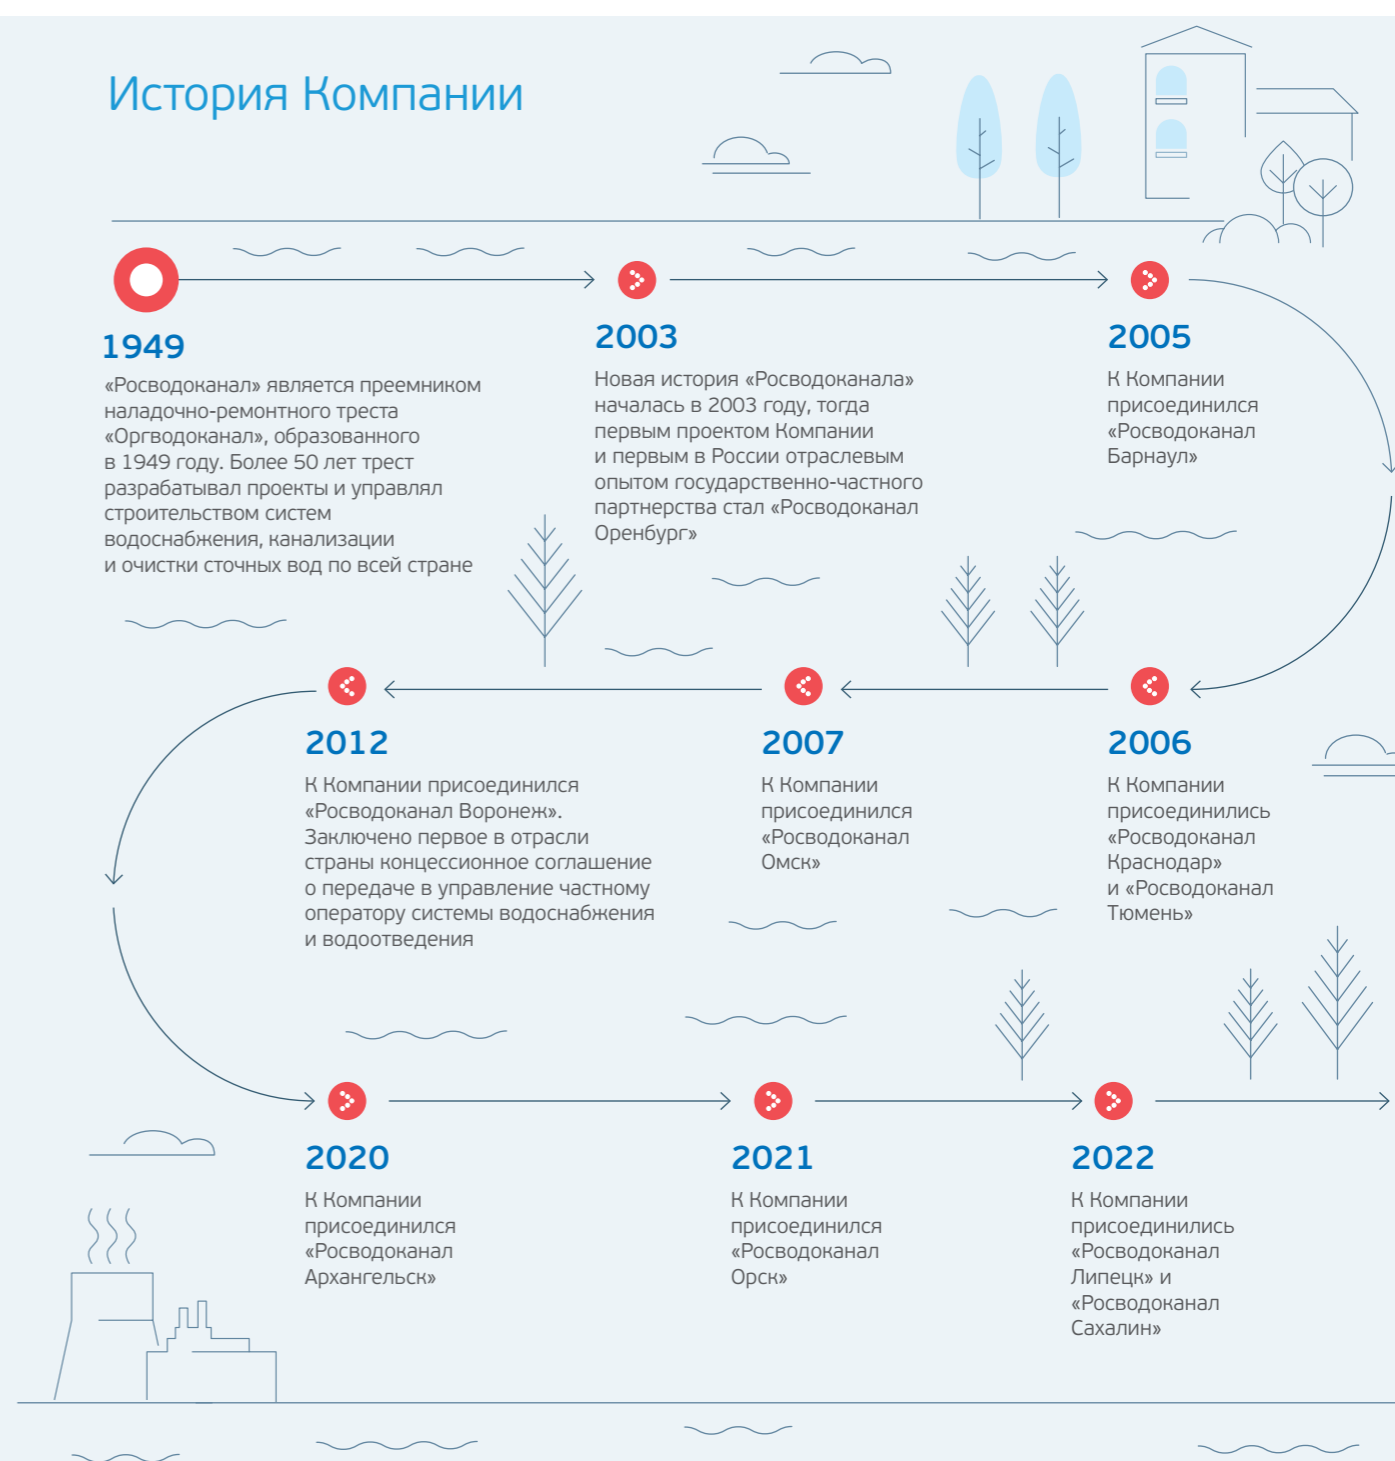 История Компании
1949
«Росводоканал» является преемником
наладочно-ремонтного треста
«Оргводоканал», образованного
в 1949 году. Более 50 лет трест
разрабатывал проекты и управлял
строительством систем
водоснабжения, канализации
и очистки сточных вод по всей стране
2003
Новая история «Росводоканала»
началась в 2003 году, тогда
первым проектом Компании
и первым в России отраслевым
опытом государственно-частного
партнерства стал «Росводоканал
Оренбург»
2005
К Компании
присоединился
«Росводоканал
Барнаул»
2006
К Компании
присоединились
«Росводоканал
Краснодар»
и «Росводоканал
Тюмень»
2007
К Компании
присоединился
«Росводоканал
Омск»
2012
К Компании присоединился
«Росводоканал Воронеж».
Заключено первое в отрасли
страны концессионное соглашение
о передаче в управление частному
оператору системы водоснабжения
и водоотведения
2020
К Компании
присоединился
«Росводоканал
Архангельск»
2021
К Компании
присоединился
«Росводоканал
Орск»
2022
К Компании
присоединились
«Росводоканал
Липецк» и
«Росводоканал
Сахалин»